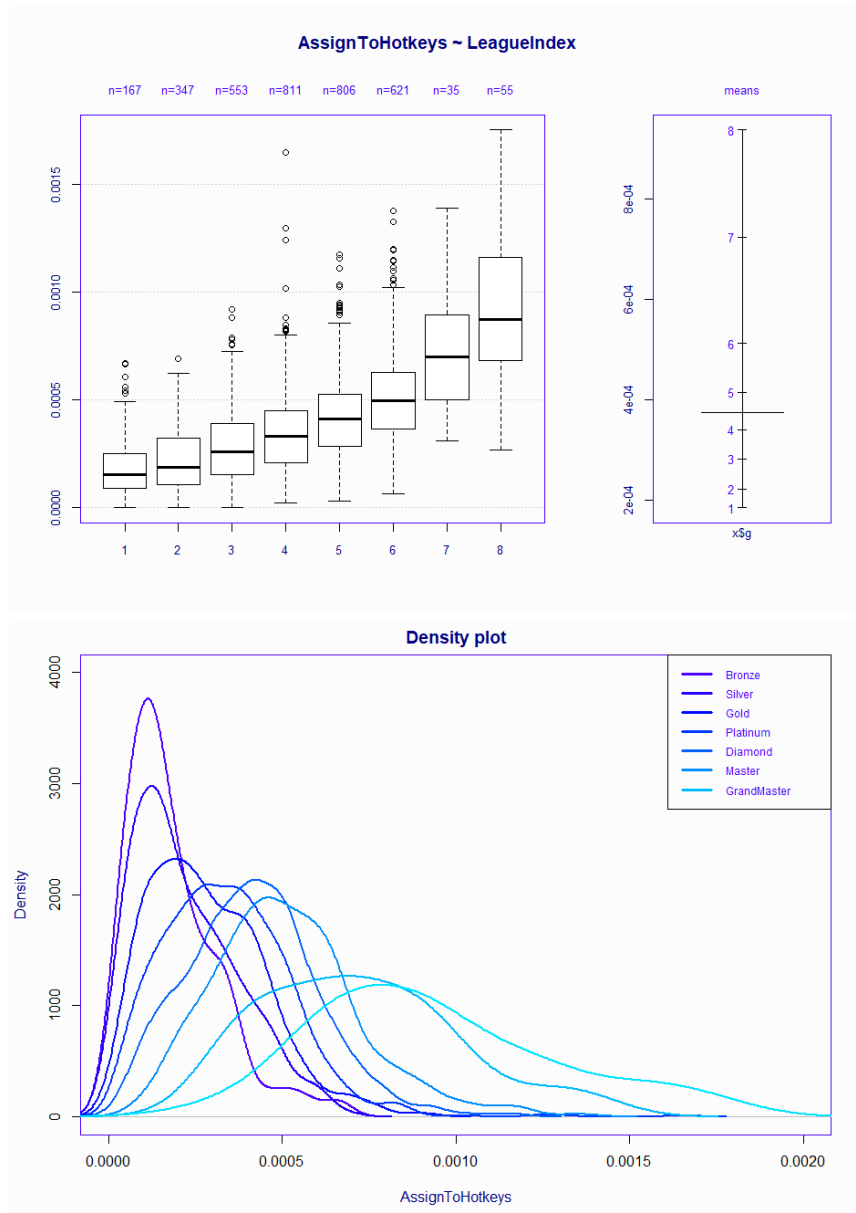 AssignToHotkeys ~ LeagueIndex
n=167 n=347 n=553 n=811 n=806 n=621 n=35 n=55
means
0.0015
0.0010
0.0005
0.0000
1 2 3 4 5 6 7 8
8e-04
6e-04
4e-04
2e-04
8
7
6
5
4
3
2
1
x$g
Density plot
Density
4000
3000
2000
1000
0
Bronze
Silver
Gold
Platinum
Diamond
Master
GrandMaster
0.0000 0.0005 0.0010 0.0015 0.0020
AssignToHotkeys